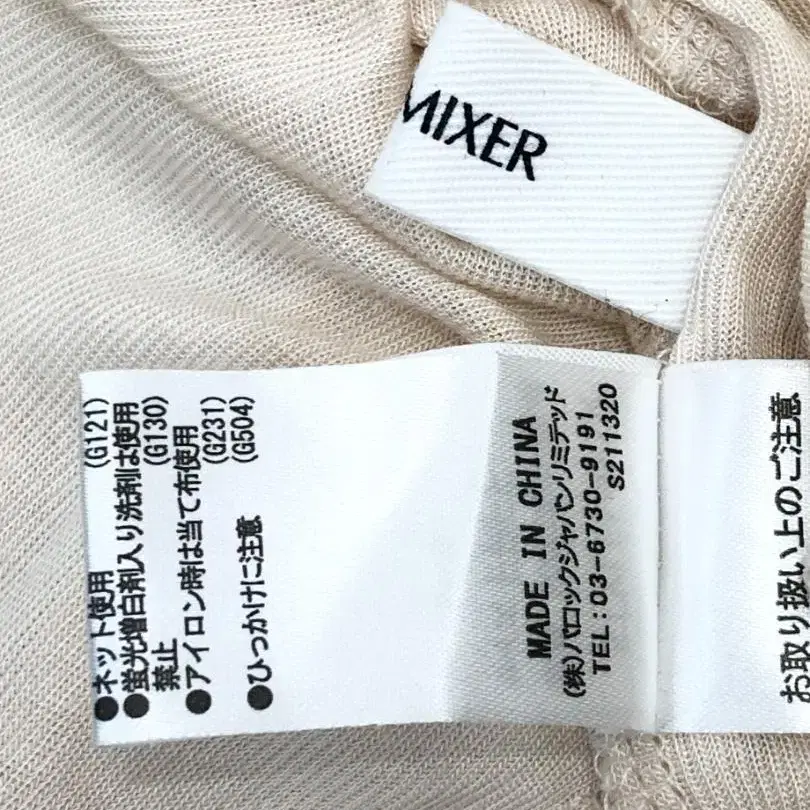 MIXER
●ネット使用 (G121)
●蛍光増白剤入り洗剤は使用
禁止 (G130)
●アイロン時は当て布使用
(G231)
●ひっかけに注意 (G504)
MADE IN CHINA
(株)バロックジャパンリミテッド
TEL:03-6730-9191
S211320
お取り扱い上のご注意